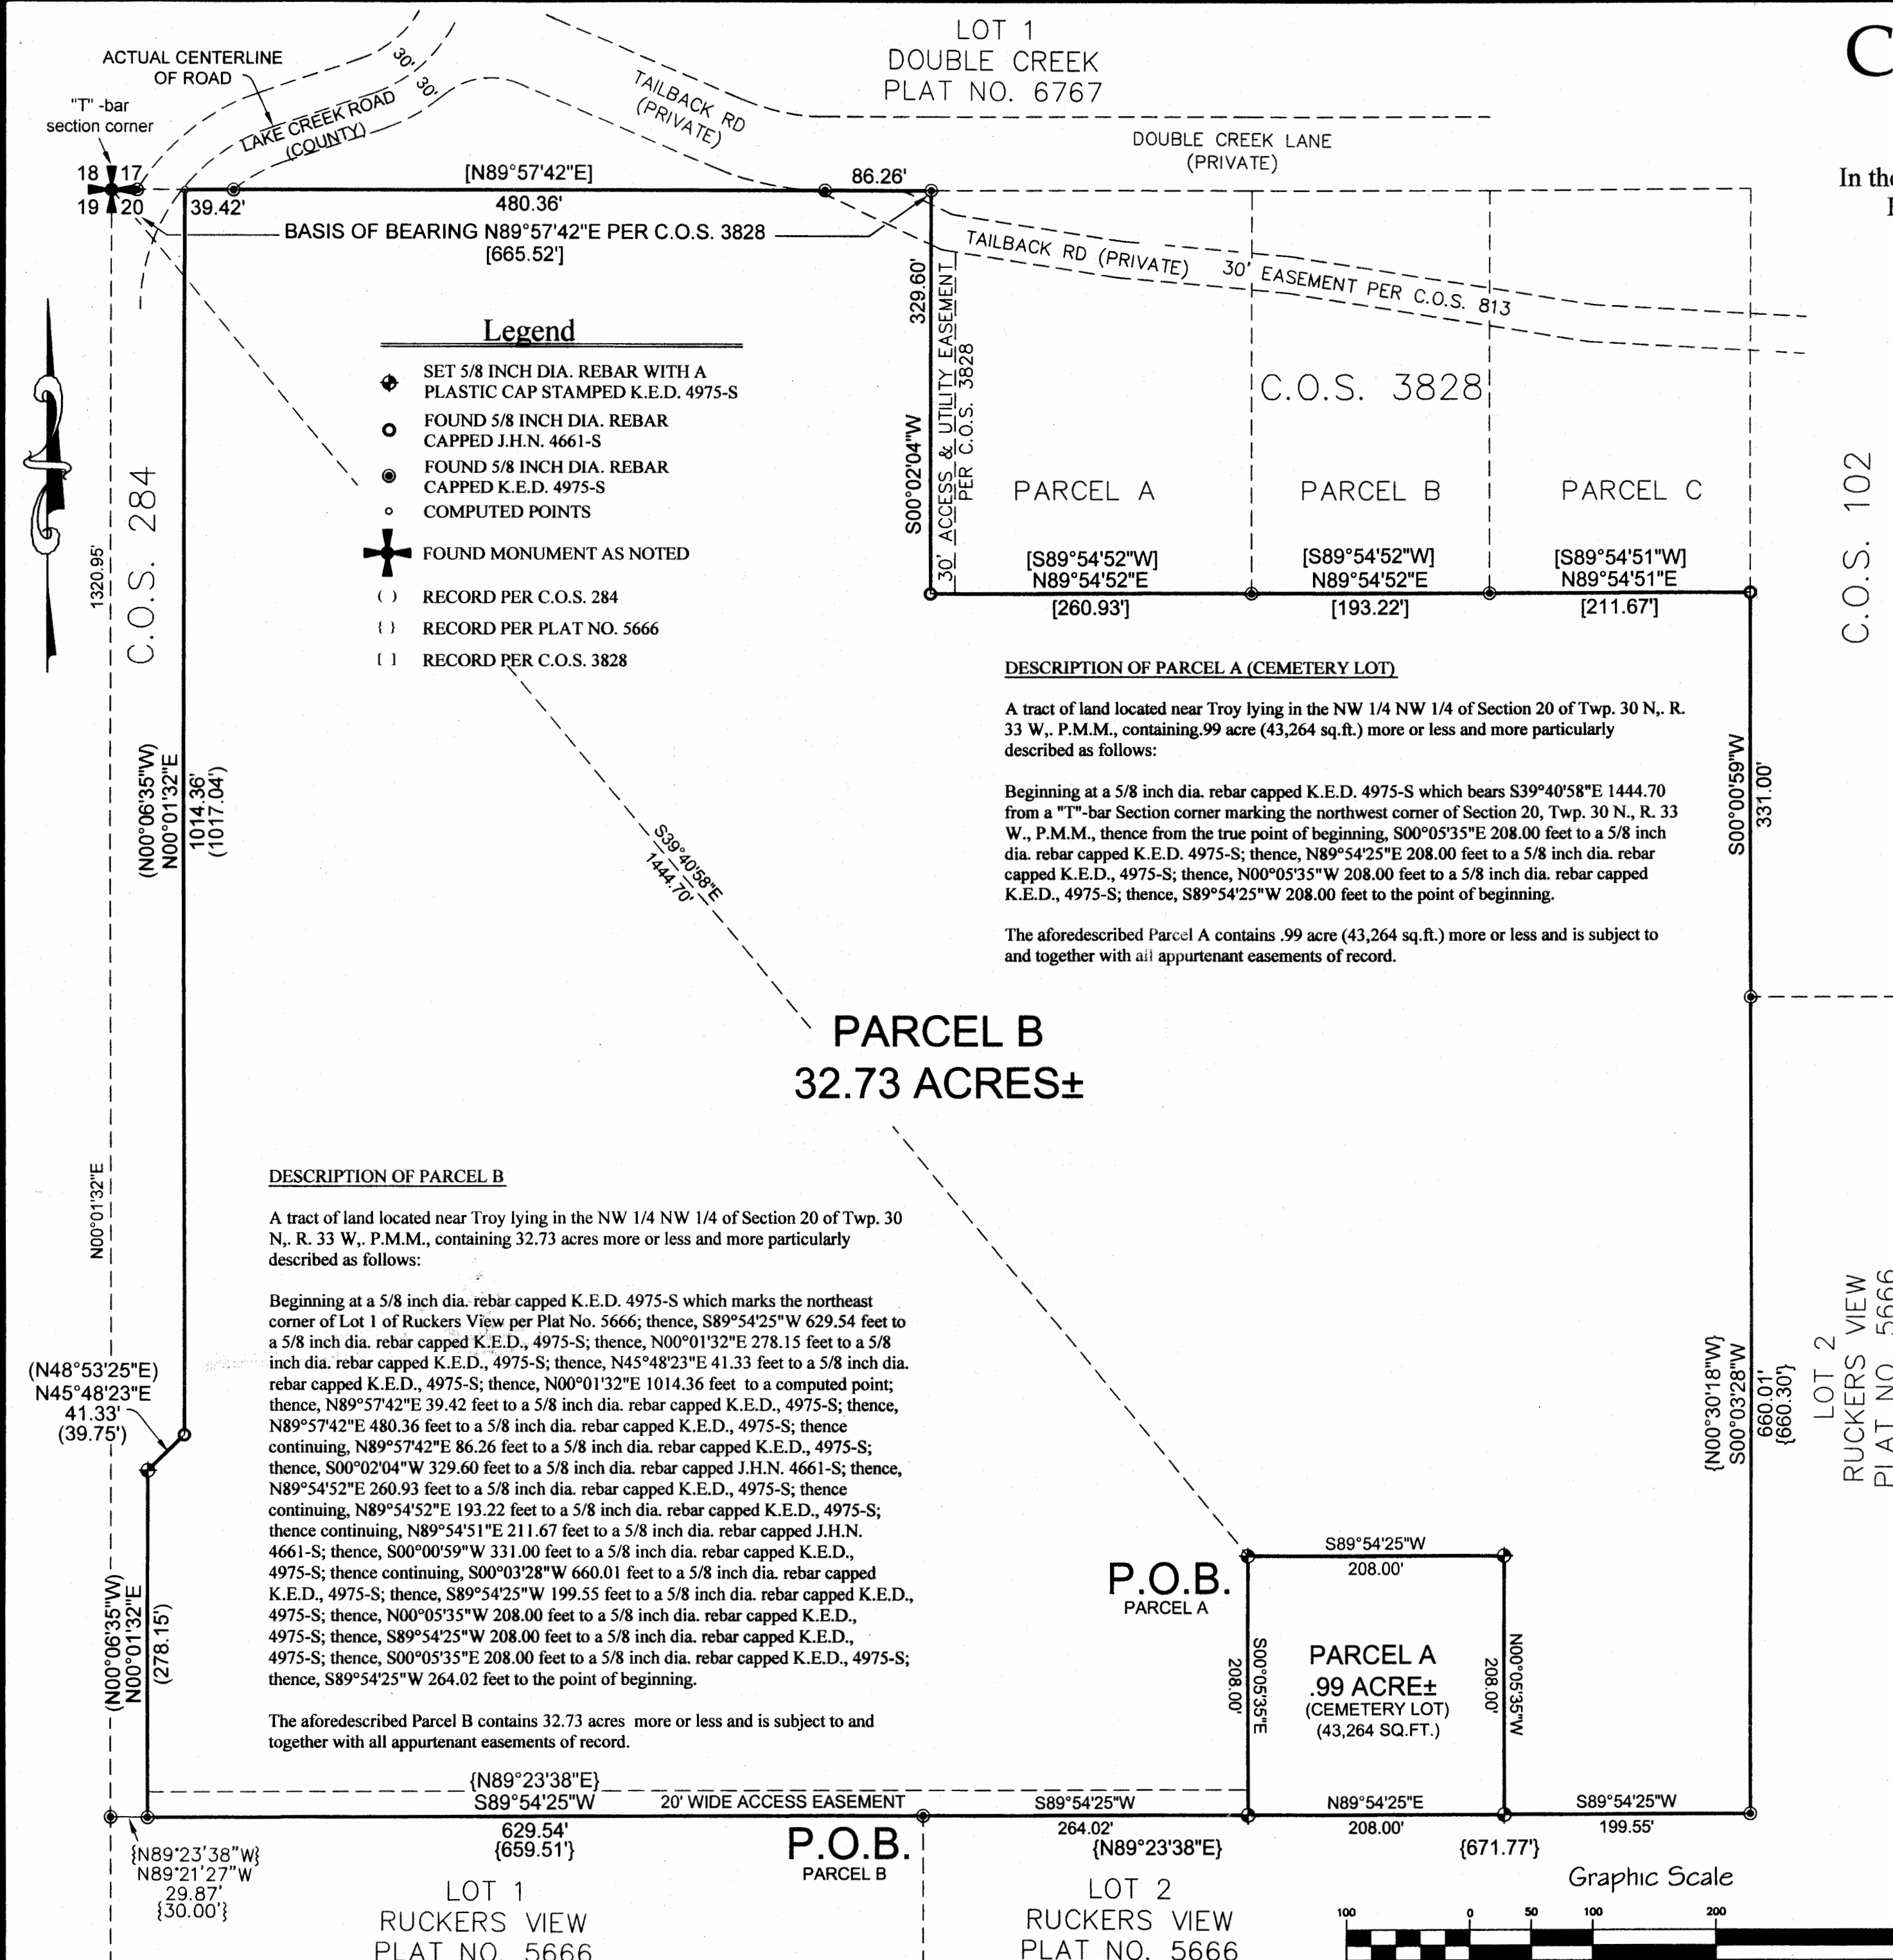 LOT 1
DOUBLE CREEK
PLAT NO. 6767
C
In the
ACTUAL CENTERLINE
OF ROAD
"T" -bar
section corner
30'
30'
LAKE CREEK ROAD
(COUNTY)
TAILBACK RD
(PRIVATE)
DOUBLE CREEK LANE
(PRIVATE)
18 17
19 20
[N89°57'42"E]
86.26'
39.42'
480.36'
BASIS OF BEARING N89°57'42"E PER C.O.S. 3828
[665.52']
TAILBACK RD (PRIVATE) 30' EASEMENT PER C.O.S. 813
329.60'
S00°02'04"W
30' ACCESS & UTILITY EASEMENT
PER C.O.S. 3828
C.O.S. 3828
PARCEL A
PARCEL B
PARCEL C
[S89°54'52"W]
N89°54'52"E
[260.93']
[S89°54'52"W]
N89°54'52"E
[193.22']
[S89°54'51"W]
N89°54'51"E
[211.67']
C.O.S. 102
Legend
SET 5/8 INCH DIA. REBAR WITH A
PLASTIC CAP STAMPED K.E.D. 4975-S
FOUND 5/8 INCH DIA. REBAR
CAPPED J.H.N. 4661-S
FOUND 5/8 INCH DIA. REBAR
CAPPED K.E.D. 4975-S
COMPUTED POINTS
FOUND MONUMENT AS NOTED
( ) RECORD PER C.O.S. 284
{ } RECORD PER PLAT NO. 5666
[ ] RECORD PER C.O.S. 3828
C.O.S. 284
1320.95'
N00°01'32"E
(N00°06'35"W)
N00°01'32"E
1014.36'
(1017.04')
S39°40'58"E
1444.70'
DESCRIPTION OF PARCEL A (CEMETERY LOT)
A tract of land located near Troy lying in the NW 1/4 NW 1/4 of Section 20 of Twp. 30 N,. R.
33 W,. P.M.M., containing.99 acre (43,264 sq.ft.) more or less and more particularly
described as follows:
Beginning at a 5/8 inch dia. rebar capped K.E.D. 4975-S which bears S39°40'58"E 1444.70
from a "T"-bar Section corner marking the northwest corner of Section 20, Twp. 30 N., R. 33
W., P.M.M., thence from the true point of beginning, S00°05'35"E 208.00 feet to a 5/8 inch
dia. rebar capped K.E.D. 4975-S; thence, N89°54'25"E 208.00 feet to a 5/8 inch dia. rebar
capped K.E.D., 4975-S; thence, N00°05'35"W 208.00 feet to a 5/8 inch dia. rebar capped
K.E.D., 4975-S; thence, S89°54'25"W 208.00 feet to the point of beginning.
The aforedescribed Parcel A contains .99 acre (43,264 sq.ft.) more or less and is subject to
and together with all appurtenant easements of record.
S00°00'59"W
331.00'
PARCEL B
32.73 ACRES±
DESCRIPTION OF PARCEL B
A tract of land located near Troy lying in the NW 1/4 NW 1/4 of Section 20 of Twp. 30
N,. R. 33 W,. P.M.M., containing 32.73 acres more or less and more particularly
described as follows:
Beginning at a 5/8 inch dia. rebar capped K.E.D. 4975-S which marks the northeast
corner of Lot 1 of Ruckers View per Plat No. 5666; thence, S89°54'25"W 629.54 feet to
a 5/8 inch dia. rebar capped K.E.D., 4975-S; thence, N00°01'32"E 278.15 feet to a 5/8
inch dia. rebar capped K.E.D., 4975-S; thence, N45°48'23"E 41.33 feet to a 5/8 inch dia.
rebar capped K.E.D., 4975-S; thence, N00°01'32"E 1014.36 feet to a computed point;
thence, N89°57'42"E 39.42 feet to a 5/8 inch dia. rebar capped K.E.D., 4975-S; thence,
N89°57'42"E 480.36 feet to a 5/8 inch dia. rebar capped K.E.D., 4975-S; thence
continuing, N89°57'42"E 86.26 feet to a 5/8 inch dia. rebar capped K.E.D., 4975-S;
thence, S00°02'04"W 329.60 feet to a 5/8 inch dia. rebar capped J.H.N. 4661-S; thence,
N89°54'52"E 260.93 feet to a 5/8 inch dia. rebar capped K.E.D., 4975-S; thence
continuing, N89°54'52"E 193.22 feet to a 5/8 inch dia. rebar capped K.E.D., 4975-S;
thence continuing, N89°54'51"E 211.67 feet to a 5/8 inch dia. rebar capped J.H.N.
4661-S; thence, S00°00'59"W 331.00 feet to a 5/8 inch dia. rebar capped K.E.D.,
4975-S; thence continuing, S00°03'28"W 660.01 feet to a 5/8 inch dia. rebar capped
K.E.D., 4975-S; thence, S89°54'25"W 199.55 feet to a 5/8 inch dia. rebar capped K.E.D.,
4975-S; thence, N00°05'35"W 208.00 feet to a 5/8 inch dia. rebar capped K.E.D.,
4975-S; thence, S89°54'25"W 208.00 feet to a 5/8 inch dia. rebar capped K.E.D.,
4975-S; thence, S00°05'35"E 208.00 feet to a 5/8 inch dia. rebar capped K.E.D., 4975-S;
thence, S89°54'25"W 264.02 feet to the point of beginning.
The aforedescribed Parcel B contains 32.73 acres more or less and is subject to and
together with all appurtenant easements of record.
(N48°53'25"E)
N45°48'23"E
41.33'
(39.75')
(N00°06'35"W)
N00°01'32"E
(278.15')
{N00°30'18"W}
S00°03'28"W
660.01'
{660.30'}
LOT 2
RUCKERS VIEW
PLAT NO. 5666
P.O.B.
PARCEL A
S89°54'25"W
208.00'
S00°05'35"E
208.00'
PARCEL A
.99 ACRE±
(CEMETERY LOT)
(43,264 SQ.FT.)
N00°05'35"W
208.00'
{N89°23'38"E}
S89°54'25"W
20' WIDE ACCESS EASEMENT
629.54'
{659.51'}
S89°54'25"W
264.02'
{N89°23'38"E}
N89°54'25"E
208.00'
{671.77'}
S89°54'25"W
199.55'
P.O.B.
PARCEL B
{N89°23'38"W}
N89°21'27"W
29.87'
{30.00'}
LOT 1
RUCKERS VIEW
PLAT NO. 5666
LOT 2
RUCKERS VIEW
PLAT NO. 5666
Graphic Scale
100 0 50 100 200